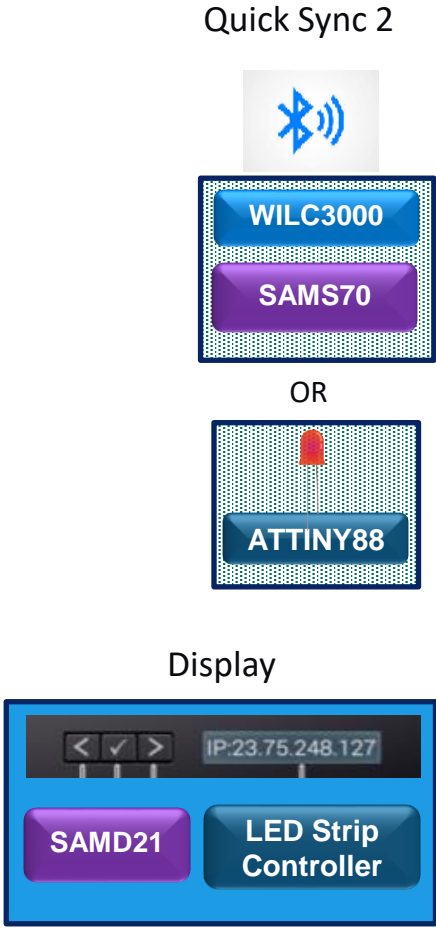 Quick Sync 2
WILC3000
SAMS70
OR
ATTINY88
Display
< ✓ >
IP:23.75.248.127
SAMD21
LED Strip
Controller